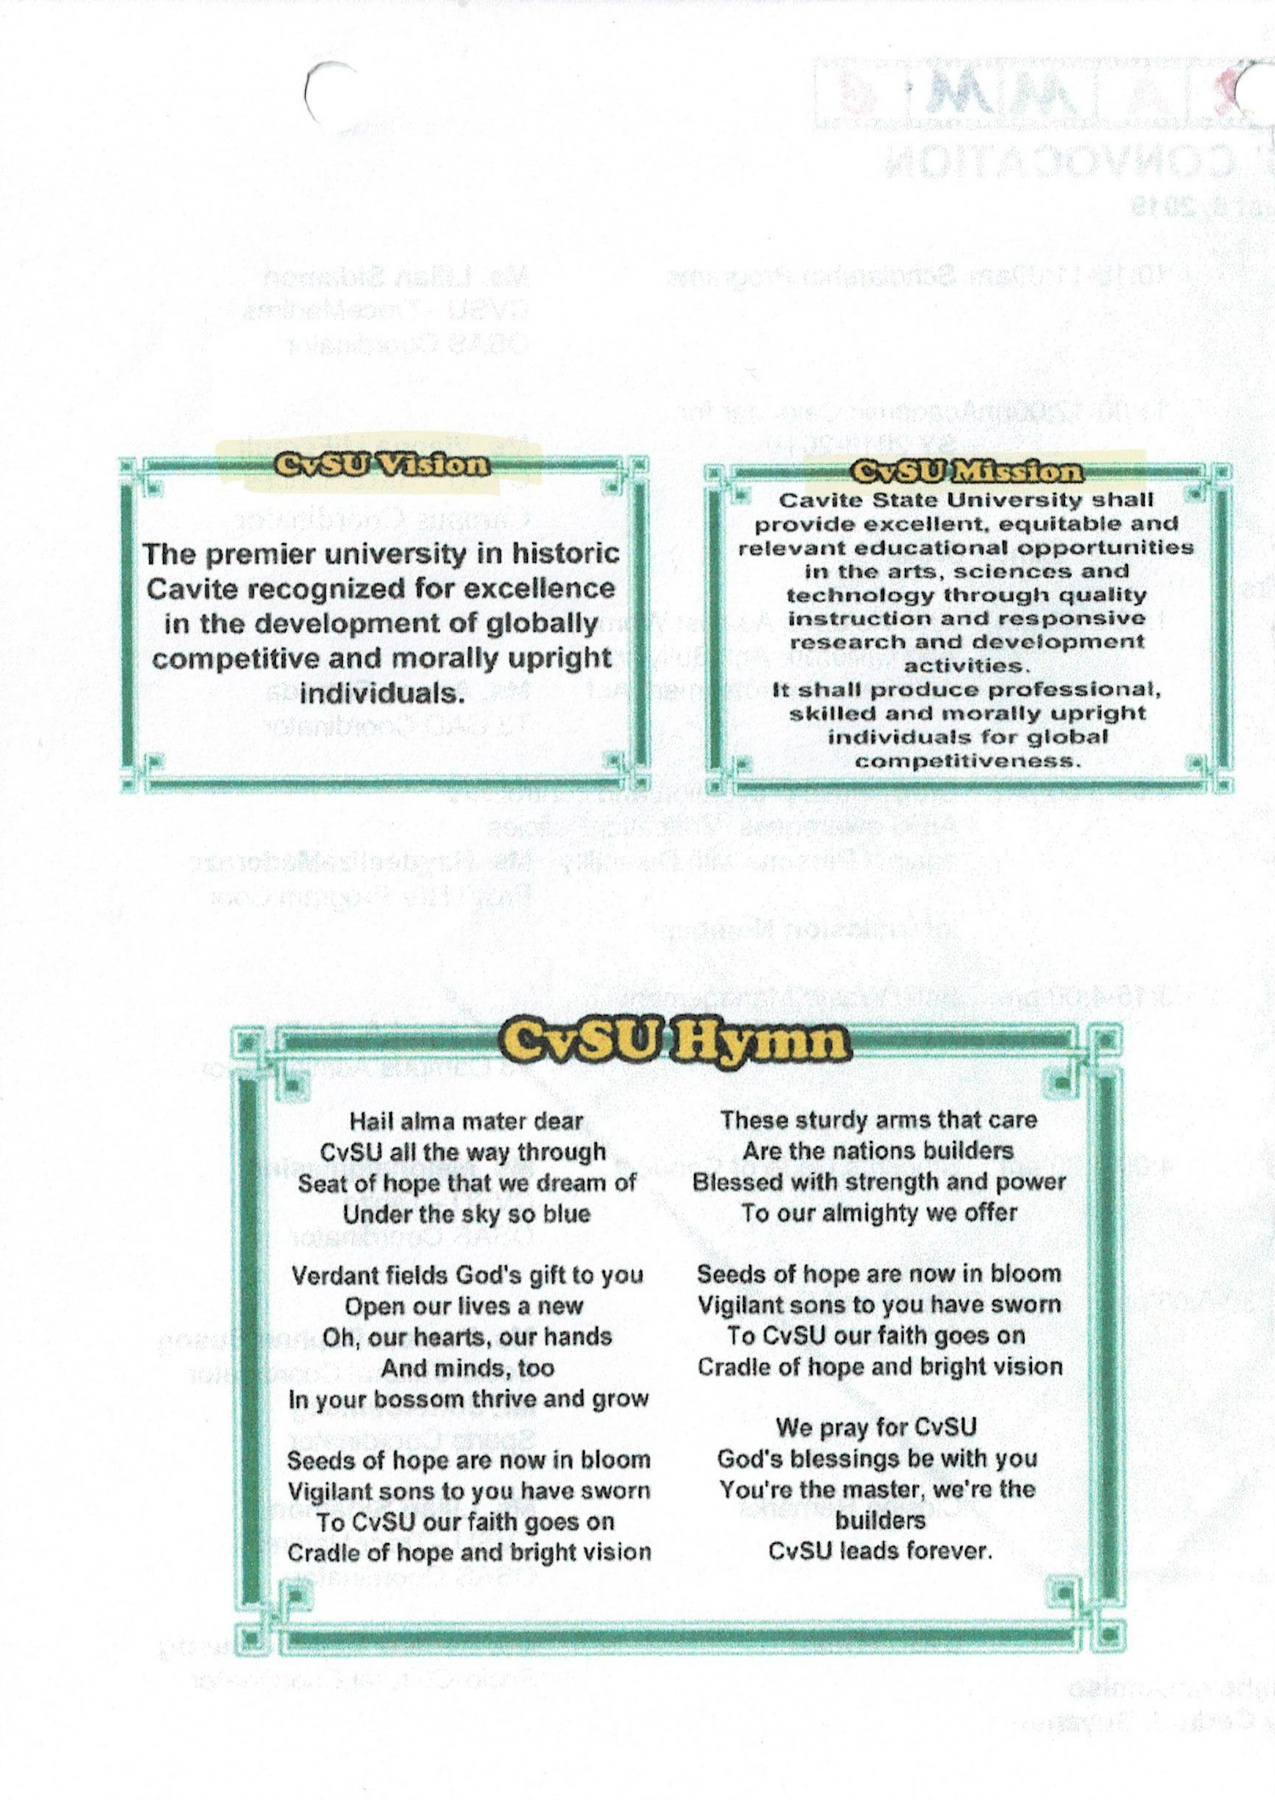 CvSU Vision
The premier university in historic
Cavite recognized for excellence
in the development of globally
competitive and morally upright
individuals.
CvSU Mission
Cavite State University shall
provide excellent, equitable and
relevant educational opportunities
in the arts, sciences and
technology through quality
instruction and responsive
research and development
activities.
It shall produce professional,
skilled and morally upright
individuals for global
competitiveness.
CvSU Hymn
Hail alma mater dear
CvSU all the way through
Seat of hope that we dream of
Under the sky so blue
Verdant fields God's gift to you
Open our lives a new
Oh, our hearts, our hands
And minds, too
In your bossom thrive and grow
Seeds of hope are now in bloom
Vigilant sons to you have sworn
To CvSU our faith goes on
Cradle of hope and bright vision
These sturdy arms that care
Are the nations builders
Blessed with strength and power
To our almighty we offer
Seeds of hope are now in bloom
Vigilant sons to you have sworn
To CvSU our faith goes on
Cradle of hope and bright vision
We pray for CvSU
God's blessings be with you
You're the master, we're the
builders
CvSU leads forever.